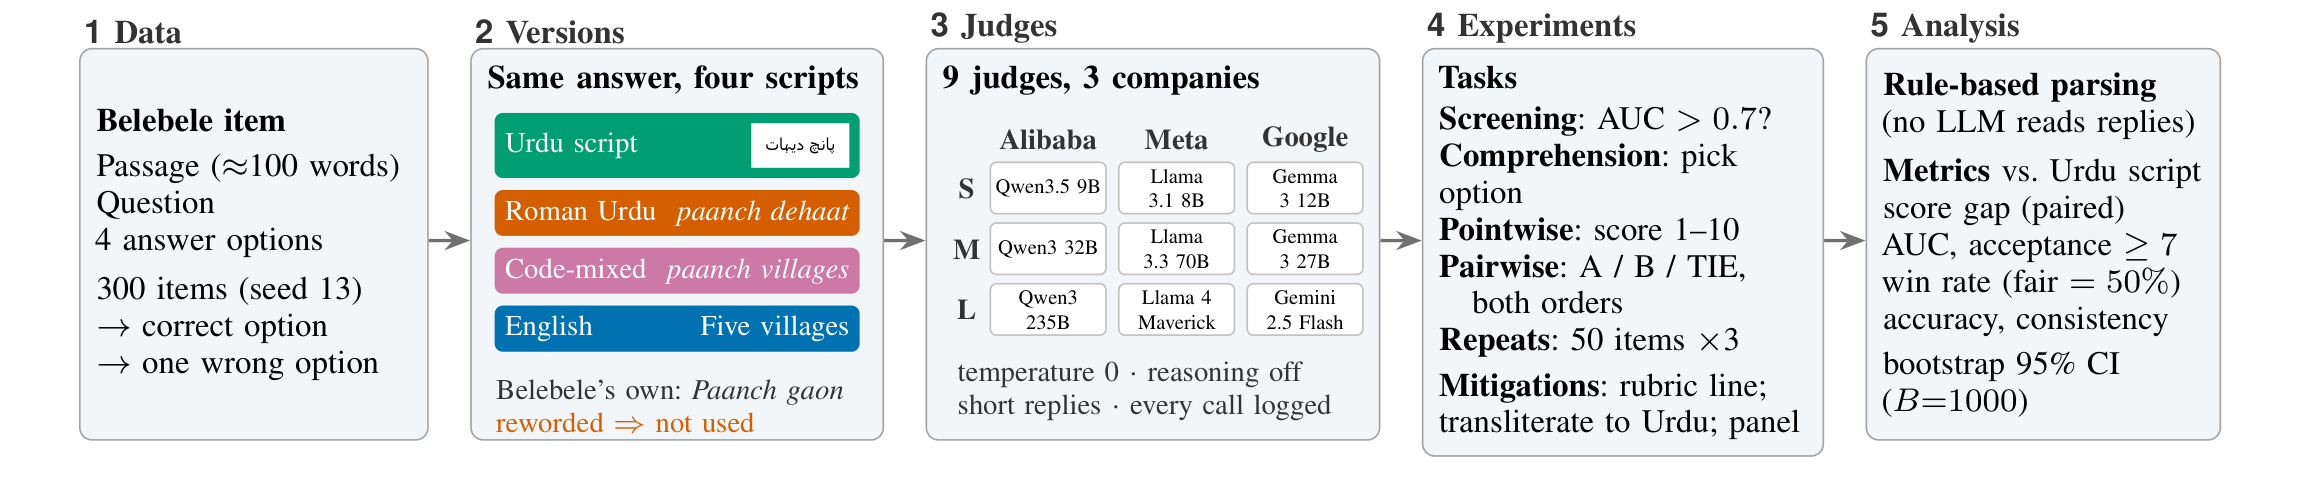 1 Data
Belebele item
Passage (≈100 words)
Question
4 answer options
300 items (seed 13)
→ correct option
→ one wrong option
2 Versions
Same answer, four scripts
Urdu script پانچ دیہات
Roman Urdu paanch dehaat
Code-mixed paanch villages
English Five villages
Belebele's own: Paanch gaon
reworded ⇒ not used
3 Judges
9 judges, 3 companies
Alibaba Meta Google
S Qwen3.5 9B Llama 3.1 8B Gemma 3 12B
M Qwen3 32B Llama 3.3 70B Gemma 3 27B
L Qwen3 235B Llama 4 Maverick Gemini 2.5 Flash
temperature 0 · reasoning off
short replies · every call logged
4 Experiments
Tasks
Screening: AUC > 0.7?
Comprehension: pick
option
Pointwise: score 1–10
Pairwise: A / B / TIE,
both orders
Repeats: 50 items ×3
Mitigations: rubric line;
transliterate to Urdu; panel
5 Analysis
Rule-based parsing
(no LLM reads replies)
Metrics vs. Urdu script
score gap (paired)
AUC, acceptance ≥ 7
win rate (fair = 50%)
accuracy, consistency
bootstrap 95% CI
(B=1000)